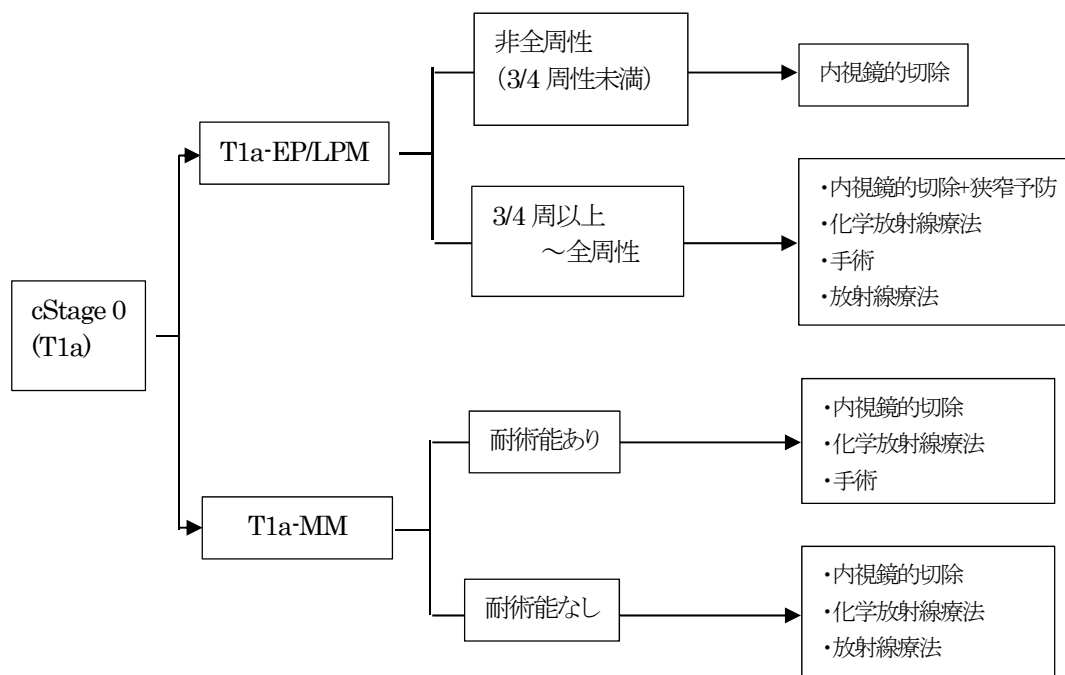 cStage 0
(T1a)
T1a-EP/LPM
非全周性
(3/4 周性未満)
内視鏡的切除
3/4 周以上
～全周性
・内視鏡的切除+狭窄予防
・化学放射線療法
・手術
・放射線療法
T1a-MM
耐術能あり
・内視鏡的切除
・化学放射線療法
・手術
耐術能なし
・内視鏡的切除
・化学放射線療法
・放射線療法